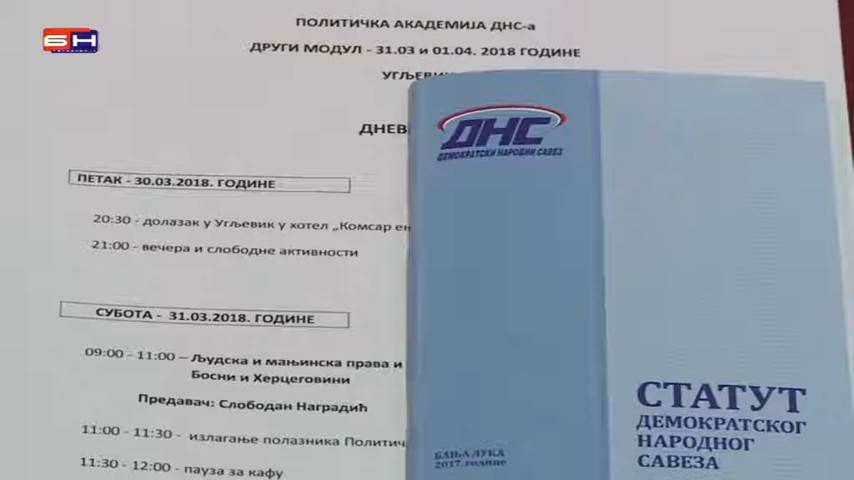 БН
ПОЛИТИЧКА АКАДЕМИЈА ДНС-а
ДРУГИ МОДУЛ - 31.03 и 01.04. 2018 ГОДИНЕ
ПЕТАК - 30.03.2018. ГОДИНЕ
20:30 - долазак у Угљевик у хотел „Комсар
21:00 - вечера и слободне активности
СУБОТА - 31.03.2018. ГОДИНЕ
09:00 - 11:00 – Људска и мањинска права и
Босни и Херцеговини
Предавач: Слободан Наградић
11:00 - 11:30 - излагање полазника
11:30 - 12:00 - пауза за кафу
ДНС
ДЕМОКРАТСКИ НАРОДНИ САВЕЗ
СТАТУТ
ДЕМОКРАТСКОГ
НАРОДНОГ
САВЕЗА
БАЊА ЛУКА
2017. године